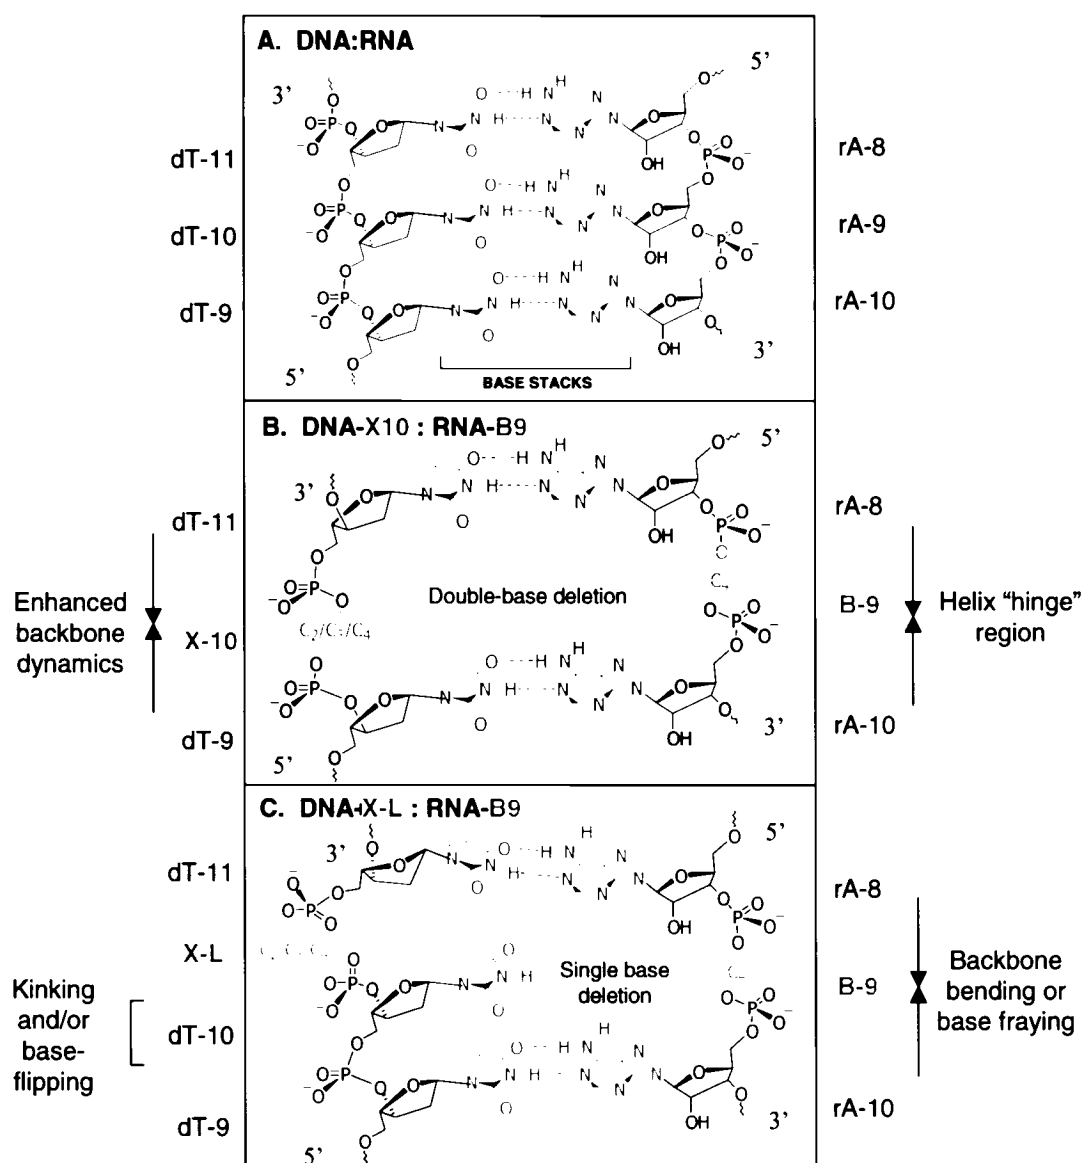 A. DNA:RNA
3'
5'
dT-11
dT-10
dT-9
rA-8
rA-9
rA-10
5'
3'
BASE STACKS
B. DNA-X10 : RNA-B9
3'
5'
dT-11
X-10
dT-9
Enhanced
backbone
dynamics
Double-base deletion
C2/C3/C4
C4
rA-8
B-9
rA-10
Helix “hinge”
region
5'
3'
C. DNA-X-L : RNA-B9
3'
5'
dT-11
X-L
dT-10
dT-9
Kinking
and/or
base-
flipping
Single base
deletion
rA-8
B-9
rA-10
Backbone
bending or
base fraying
5'
3'